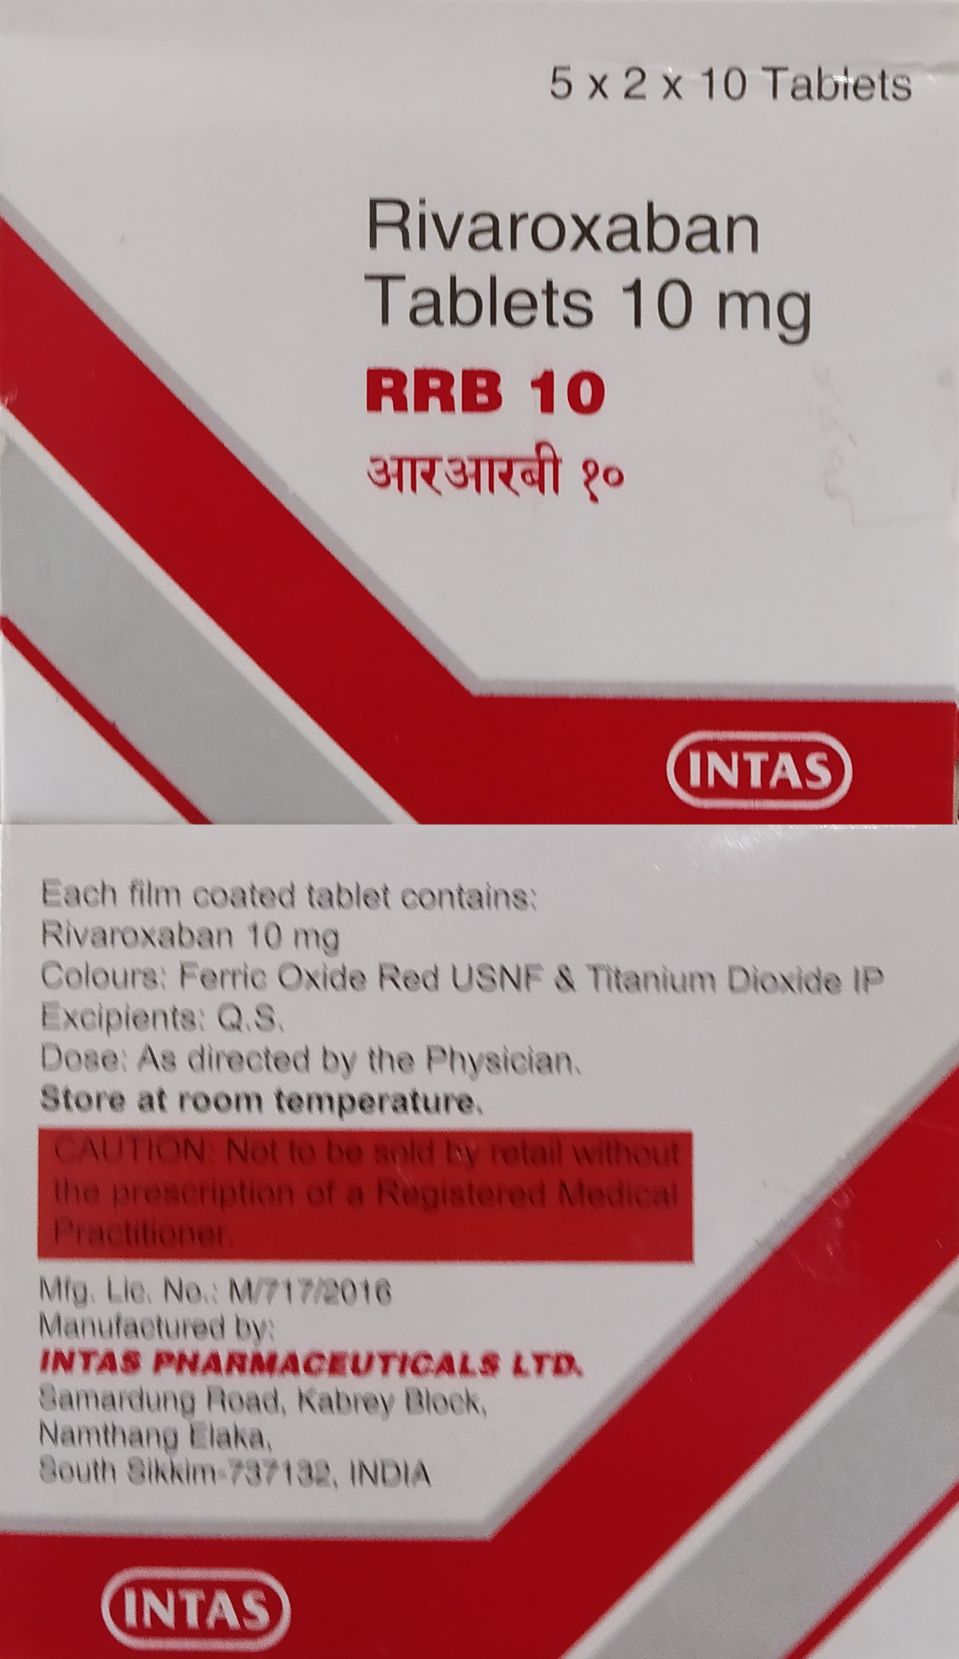 5 x 2 x 10 Tablets
Rivaroxaban
Tablets 10 mg
RRB 10
आरआरबी १०
INTAS
Each film coated tablet contains:
Rivaroxaban 10 mg
Colours: Ferric Oxide Red USNF & Titanium Dioxide IP
Excipients: Q.S.
Dose: As directed by the Physician.
Store at room temperature.
CAUTION: Not to be sold by retail without
the prescription of a Registered Medical
Practitioner.
Mfg. Lic. No.: M/717/2016
Manufactured by:
INTAS PHARMACEUTICALS LTD.
Samardung Road, Kabrey Block,
Namthang Elaka,
South Sikkim-737132, INDIA
INTAS